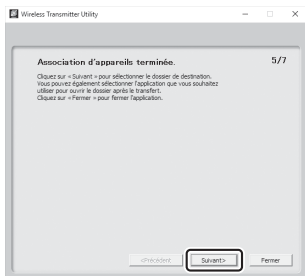 Wireless Transmitter Utility
Association d'appareils terminée.
5/7
Cliquez sur « Suivant » pour sélectionner le dossier de destination.
Vous pouvez également sélectionner l'application que vous souhaitez
utiliser pour ouvrir le dossier après le transfert.
Cliquez sur « Fermer » pour fermer l'application.
<Précédent
Suivant>
Fermer